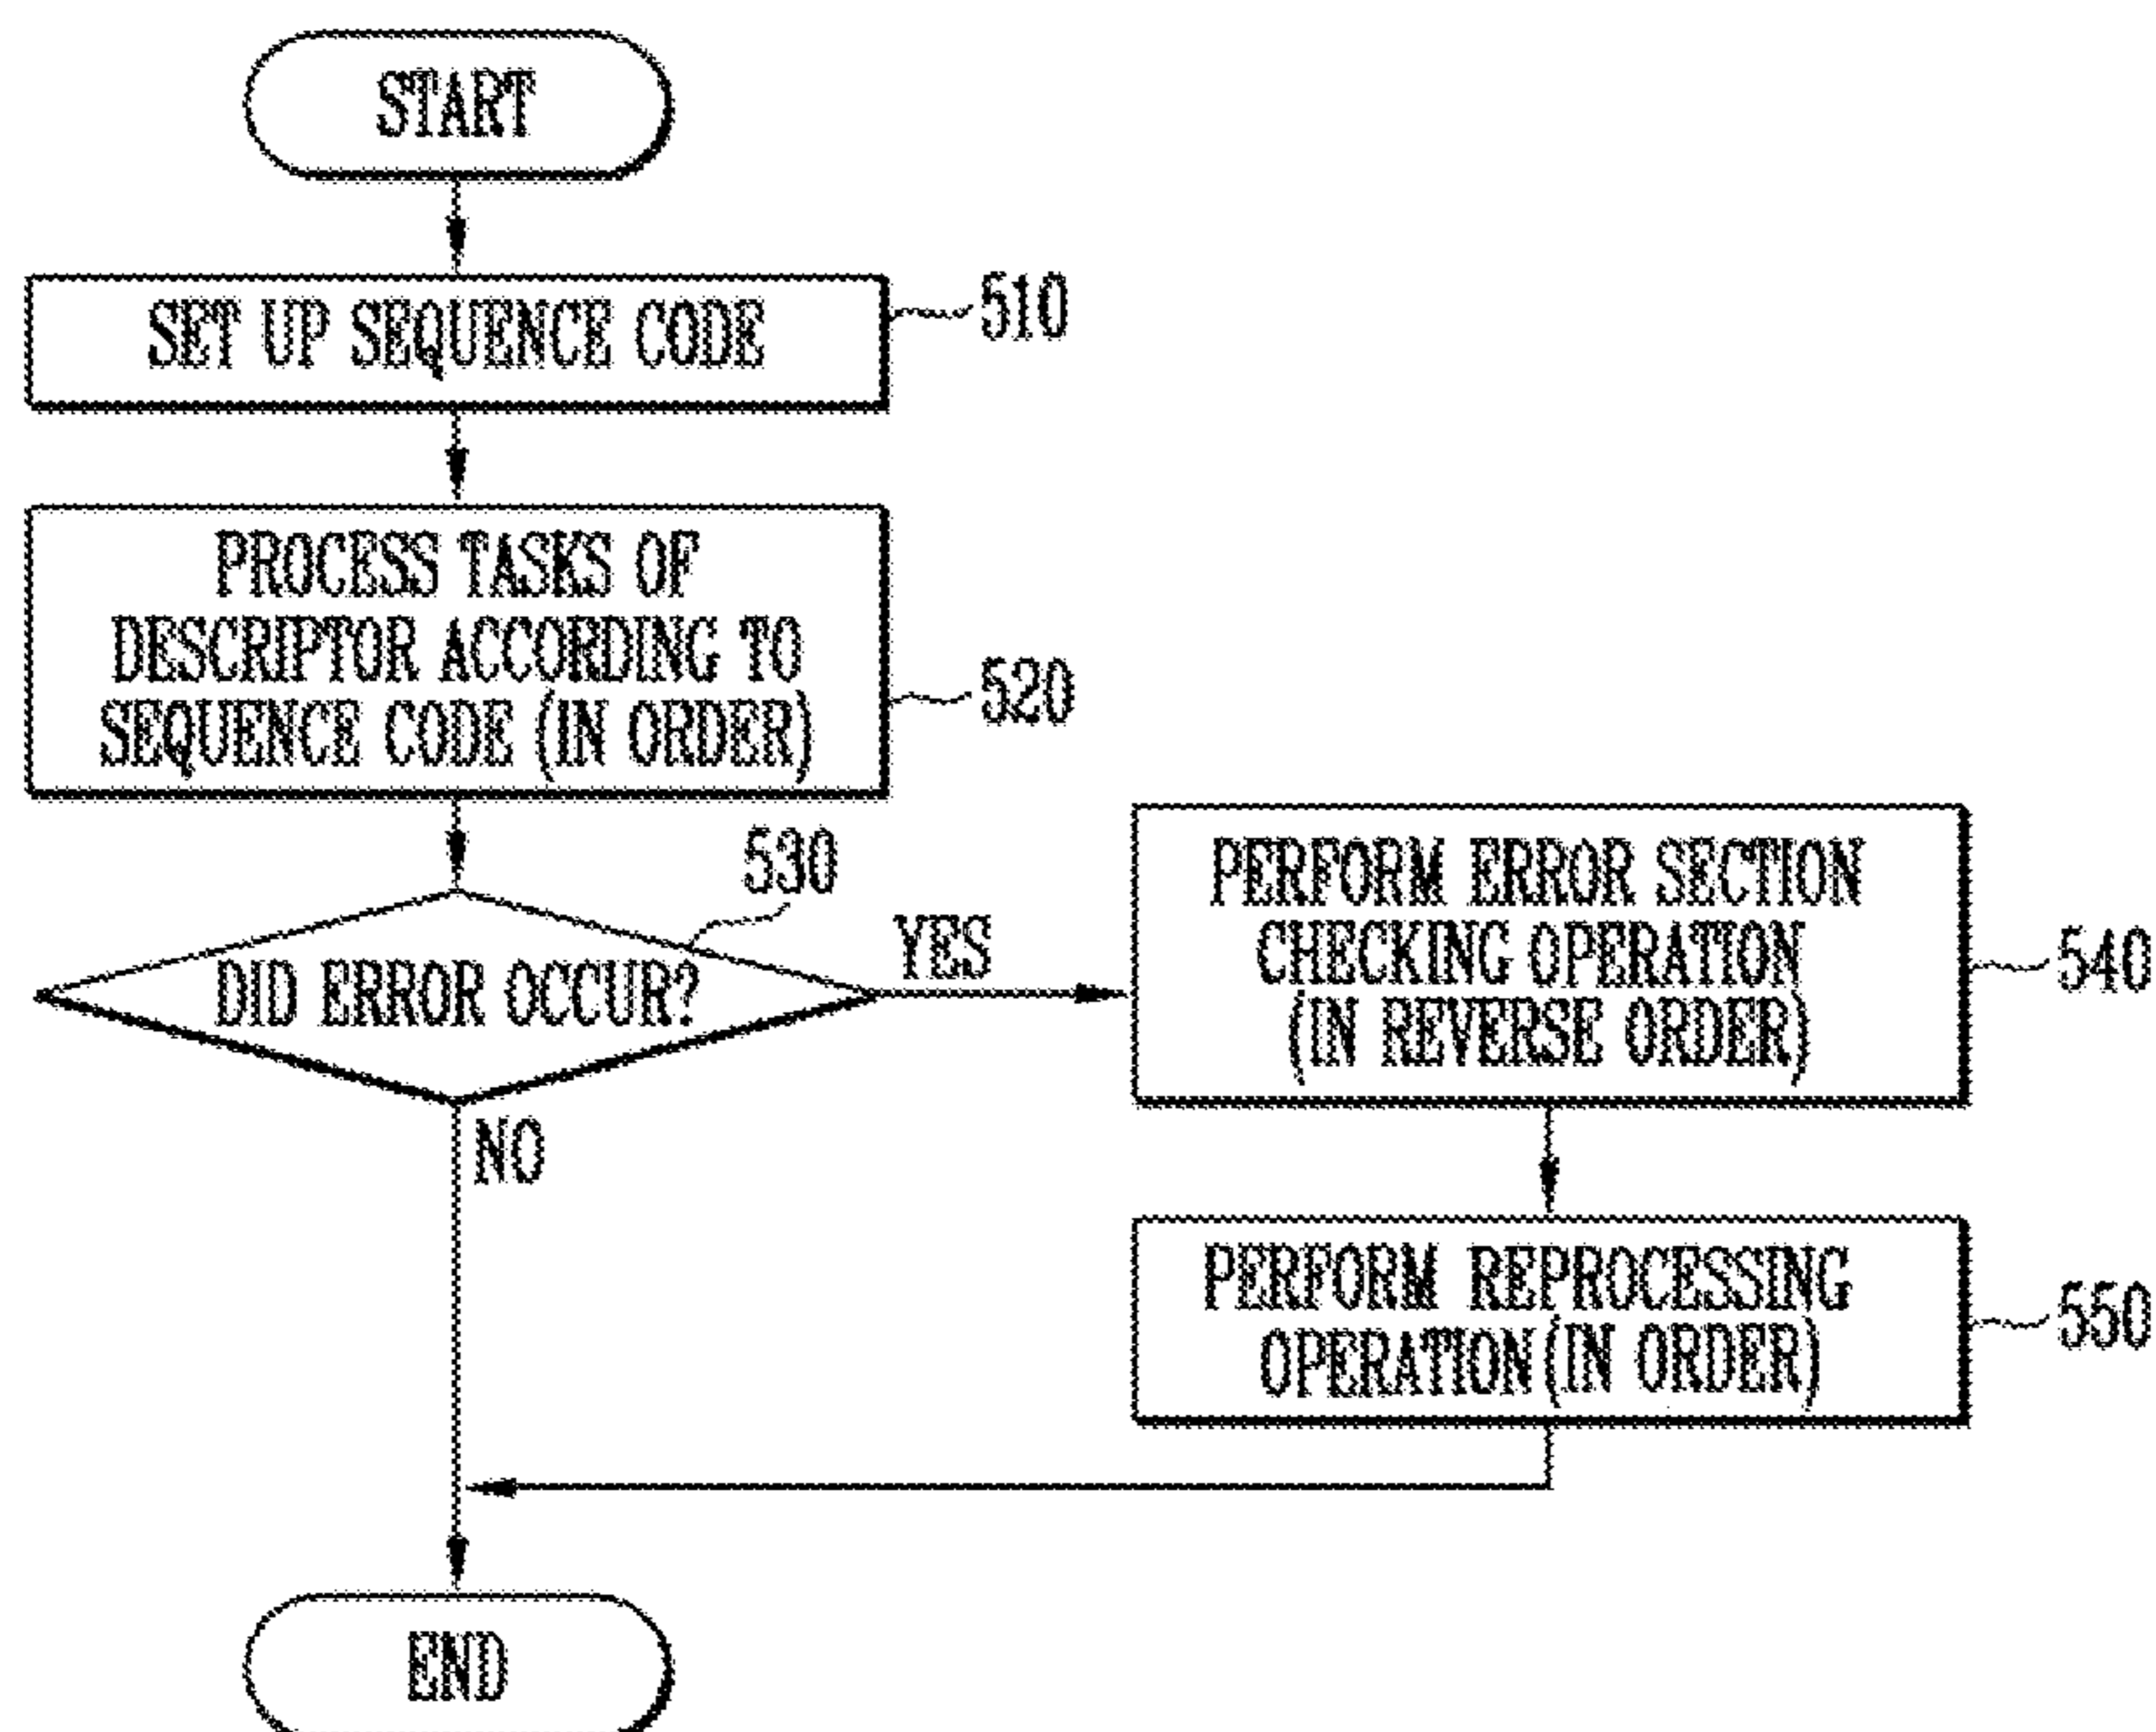 START
SET UP SEQUENCE CODE
510
PROCESS TASKS OF
DESCRIPTOR ACCORDING TO
SEQUENCE CODE (IN ORDER)
520
530
DID ERROR OCCUR?
YES
NO
PERFORM ERROR SECTION
CHECKING OPERATION
(IN REVERSE ORDER)
540
PERFORM REPROCESSING
OPERATION (IN ORDER)
550
END